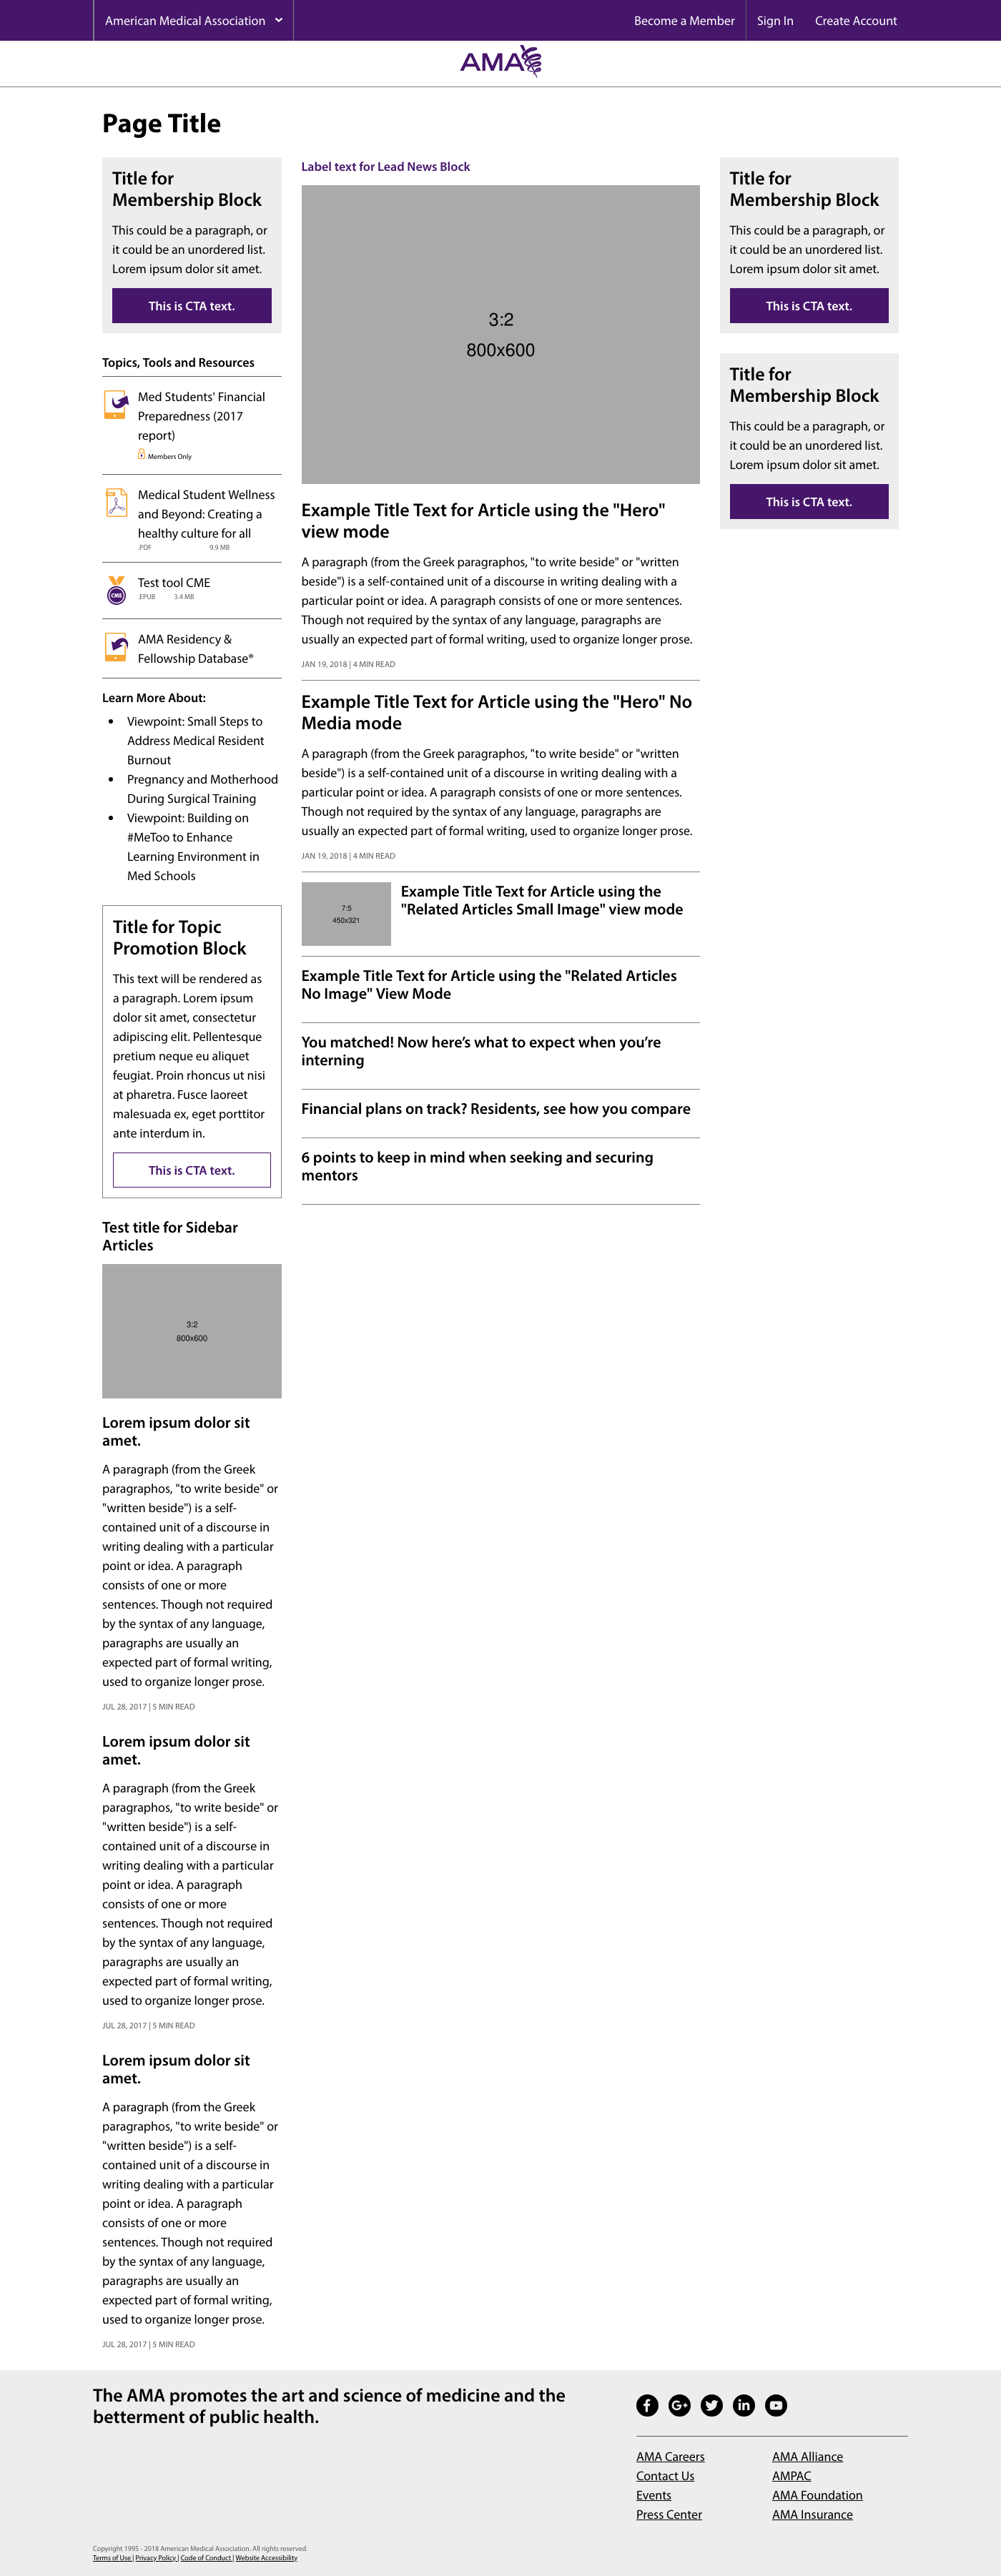 American Medical Association
Become a Member
Sign In
Create Account
AMA
Page Title
Title for
Membership Block
This could be a paragraph, or
it could be an unordered list.
Lorem ipsum dolor sit amet.
This is CTA text.
Topics, Tools and Resources
Med Students' Financial
Preparedness (2017
report)
Members Only
Medical Student Wellness
and Beyond: Creating a
healthy culture for all
.PDF 9.9 MB
CME
Test tool CME
.EPUB 3.4 MB
AMA Residency &
Fellowship Database®
Learn More About:
• Viewpoint: Small Steps to
Address Medical Resident
Burnout
• Pregnancy and Motherhood
During Surgical Training
• Viewpoint: Building on
#MeToo to Enhance
Learning Environment in
Med Schools
Title for Topic
Promotion Block
This text will be rendered as
a paragraph. Lorem ipsum
dolor sit amet, consectetur
adipiscing elit. Pellentesque
pretium neque eu aliquet
feugiat. Proin rhoncus ut nisi
at pharetra. Fusce laoreet
malesuada ex, eget porttitor
ante interdum in.
This is CTA text.
Test title for Sidebar
Articles
3:2
800x600
Lorem ipsum dolor sit
amet.
A paragraph (from the Greek
paragraphos, "to write beside" or
"written beside") is a self-
contained unit of a discourse in
writing dealing with a particular
point or idea. A paragraph
consists of one or more
sentences. Though not required
by the syntax of any language,
paragraphs are usually an
expected part of formal writing,
used to organize longer prose.
JUL 28, 2017 | 5 MIN READ
Lorem ipsum dolor sit
amet.
A paragraph (from the Greek
paragraphos, "to write beside" or
"written beside") is a self-
contained unit of a discourse in
writing dealing with a particular
point or idea. A paragraph
consists of one or more
sentences. Though not required
by the syntax of any language,
paragraphs are usually an
expected part of formal writing,
used to organize longer prose.
JUL 28, 2017 | 5 MIN READ
Lorem ipsum dolor sit
amet.
A paragraph (from the Greek
paragraphos, "to write beside" or
"written beside") is a self-
contained unit of a discourse in
writing dealing with a particular
point or idea. A paragraph
consists of one or more
sentences. Though not required
by the syntax of any language,
paragraphs are usually an
expected part of formal writing,
used to organize longer prose.
JUL 28, 2017 | 5 MIN READ
Label text for Lead News Block
3:2
800x600
Example Title Text for Article using the "Hero"
view mode
A paragraph (from the Greek paragraphos, "to write beside" or "written
beside") is a self-contained unit of a discourse in writing dealing with a
particular point or idea. A paragraph consists of one or more sentences.
Though not required by the syntax of any language, paragraphs are
usually an expected part of formal writing, used to organize longer prose.
JAN 19, 2018 | 4 MIN READ
Example Title Text for Article using the "Hero" No
Media mode
A paragraph (from the Greek paragraphos, "to write beside" or "written
beside") is a self-contained unit of a discourse in writing dealing with a
particular point or idea. A paragraph consists of one or more sentences.
Though not required by the syntax of any language, paragraphs are
usually an expected part of formal writing, used to organize longer prose.
JAN 19, 2018 | 4 MIN READ
7:5
450x321
Example Title Text for Article using the
"Related Articles Small Image" view mode
Example Title Text for Article using the "Related Articles
No Image" View Mode
You matched! Now here’s what to expect when you’re
interning
Financial plans on track? Residents, see how you compare
6 points to keep in mind when seeking and securing
mentors
Title for
Membership Block
This could be a paragraph, or
it could be an unordered list.
Lorem ipsum dolor sit amet.
This is CTA text.
Title for
Membership Block
This could be a paragraph, or
it could be an unordered list.
Lorem ipsum dolor sit amet.
This is CTA text.
The AMA promotes the art and science of medicine and the
betterment of public health.
AMA Careers
Contact Us
Events
Press Center
AMA Alliance
AMPAC
AMA Foundation
AMA Insurance
Copyright 1995 - 2018 American Medical Association. All rights reserved.
Terms of Use | Privacy Policy | Code of Conduct | Website Accessibility